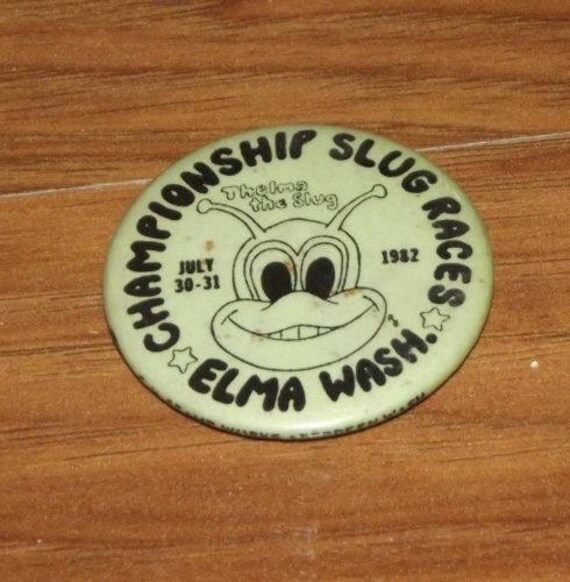 CHAMPIONSHIP SLUG RACES
Thelma
the Slug
JULY
30-31
1982
ELMA WASH.